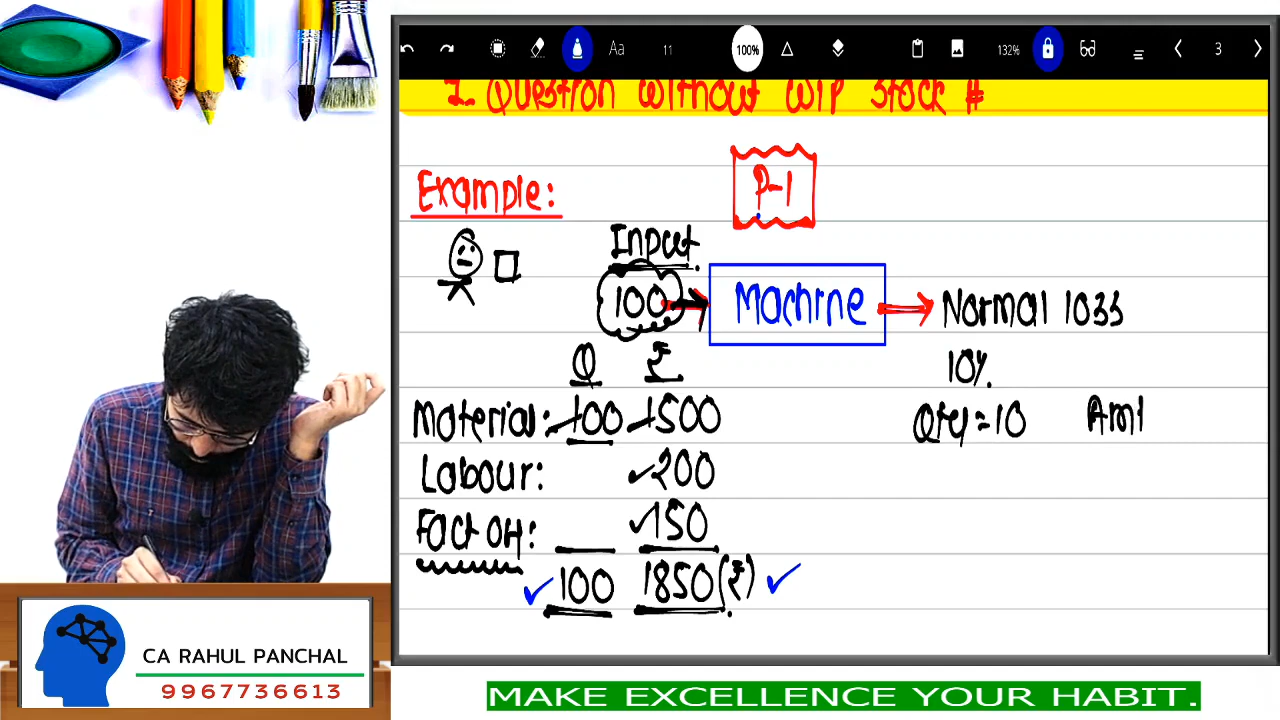 Aa 11 100% 132% 3
1. Question without WIP Stock #
P-1
Example:
Input
100 Machine Normal loss
Q ₹ 10%
Material: 100 1500 Qty = 10 Amt
Labour: 200
Fact OH: 150
100 1850(₹)
CA RAHUL PANCHAL
9967736613
MAKE EXCELLENCE YOUR HABIT.